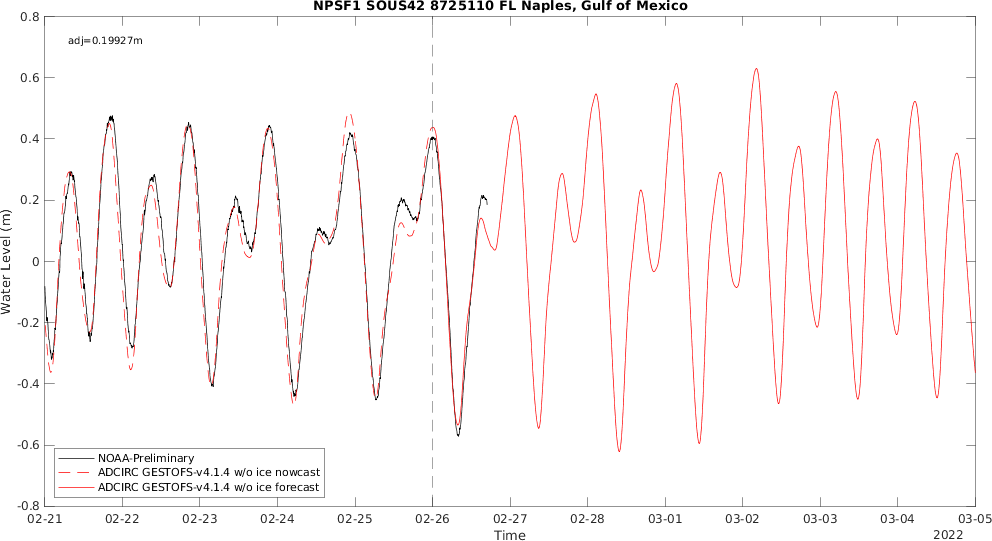 NPSF1 SOUS42 8725110 FL Naples, Gulf of Mexico
adj=0.19927m
Water Level (m)
0.8
0.6
0.4
0.2
0
-0.2
-0.4
-0.6
-0.8
NOAA-Preliminary
ADCIRC GESTOFS-v4.1.4 w/o ice nowcast
ADCIRC GESTOFS-v4.1.4 w/o ice forecast
02-21 02-22 02-23 02-24 02-25 02-26 02-27 02-28 03-01 03-02 03-03 03-04 03-05
Time
2022